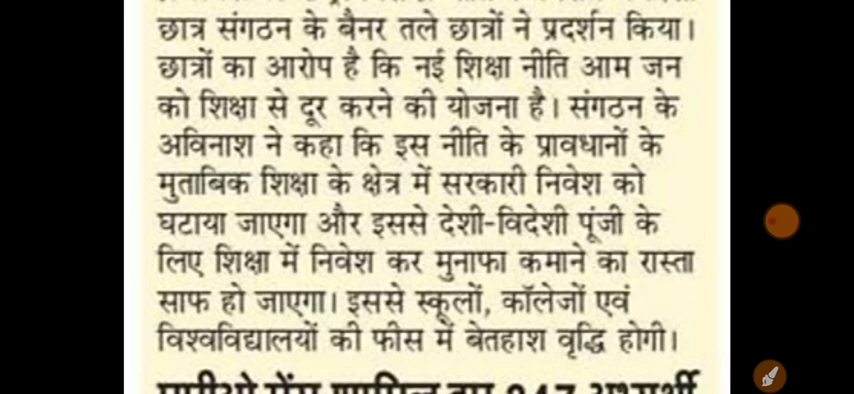 छात्र संगठन के बैनर तले छात्रों ने प्रदर्शन किया।
छात्रों का आरोप है कि नई शिक्षा नीति आम जन
को शिक्षा से दूर करने की योजना है। संगठन के
अविनाश ने कहा कि इस नीति के प्रावधानों के
मुताबिक शिक्षा के क्षेत्र में सरकारी निवेश को
घटाया जाएगा और इससे देशी-विदेशी पूंजी के
लिए शिक्षा में निवेश कर मुनाफा कमाने का रास्ता
साफ हो जाएगा। इससे स्कूलों, कॉलेजों एवं
विश्वविद्यालयों की फीस में बेतहाश वृद्धि होगी।